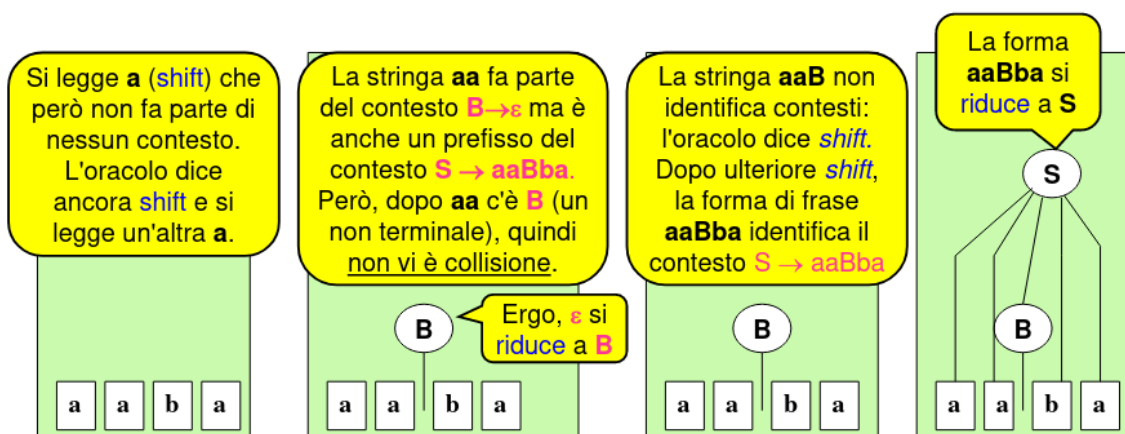 Si legge a (shift) che
però non fa parte di
nessun contesto.
L'oracolo dice
ancora shift e si
legge un'altra a.
a a b a
La stringa aa fa parte
del contesto B→ε ma è
anche un prefisso del
contesto S → aaBba.
Però, dopo aa c'è B (un
non terminale), quindi
non vi è collisione.
B
Ergo, ε si
riduce a B
a a b a
La stringa aaB non
identifica contesti:
l'oracolo dice shift.
Dopo ulteriore shift,
la forma di frase
aaBba identifica il
contesto S → aaBba
B
a a b a
La forma
aaBba si
riduce a S
S
B
a a b a